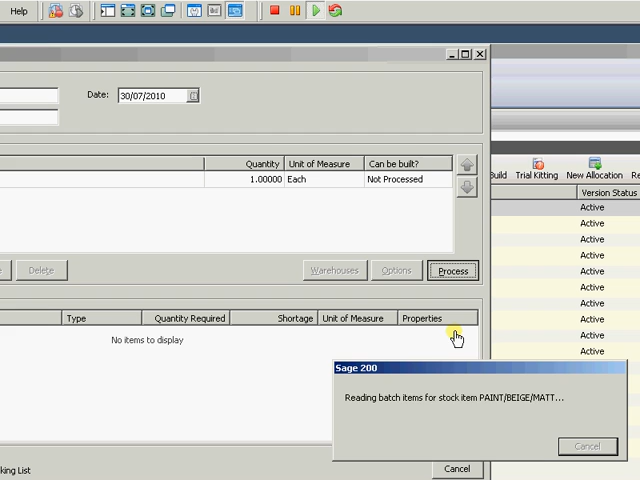 Help
Date: 30/07/2010
Quantity Unit of Measure Can be built?
1.00000 Each Not Processed
Build Trial Kitting New Allocation Re
Version Status
Active
Active
Active
Active
Active
Active
Active
Active
Active
Active
Delete Warehouses Options Process
Type Quantity Required Shortage Unit of Measure Properties
No items to display
Sage 200
Reading batch items for stock item PAINT/BEIGE/MATT...
Cancel
king List
Cancel